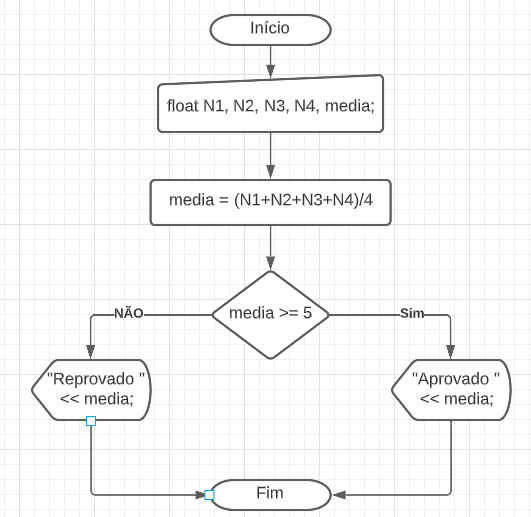 Início
float N1, N2, N3, N4, media;
media = (N1+N2+N3+N4)/4
media >= 5
NÃO
Sim
"Reprovado "
<< media;
"Aprovado "
<< media;
Fim